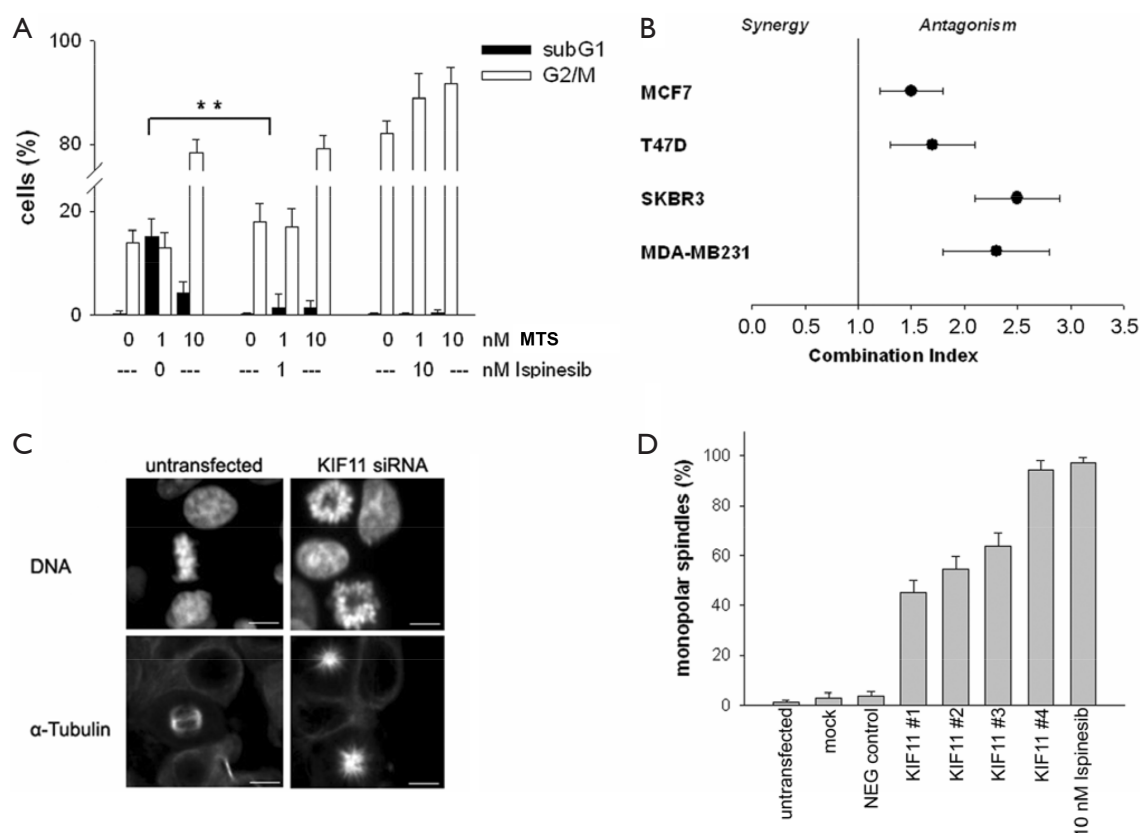 A
100
80
20
0
cells (%)
* *
subG1
G2/M
0 1 10 0 1 10 0 1 10 nM MTS
--- 0 --- --- 1 --- --- 10 --- nM Ispinesib
B
Synergy Antagonism
MCF7
T47D
SKBR3
MDA-MB231
0.0 0.5 1.0 1.5 2.0 2.5 3.0 3.5
Combination Index
C
untransfected KIF11 siRNA
DNA
α-Tubulin
D
monopolar spindles (%)
100
80
60
40
20
0
untransfected
mock
NEG control
KIF11 #1
KIF11 #2
KIF11 #3
KIF11 #4
10 nM Ispinesib